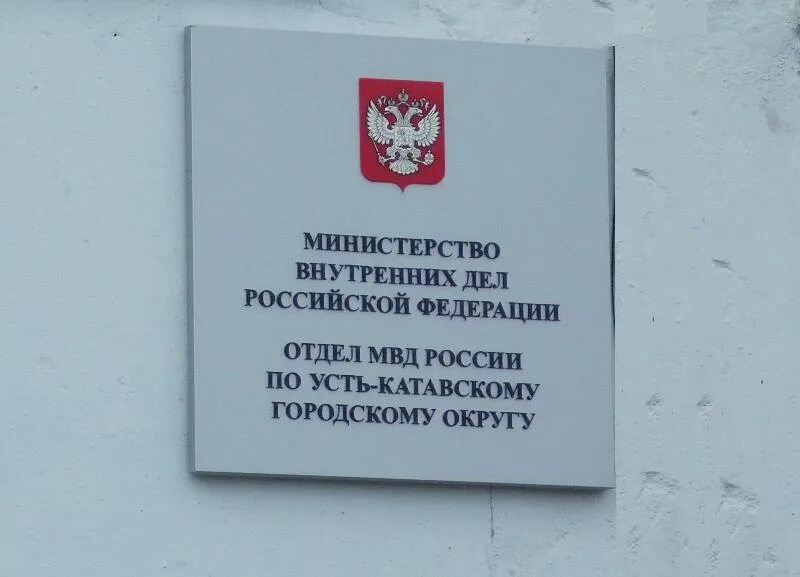 МИНИСТЕРСТВО
ВНУТРЕННИХ ДЕЛ
РОССИЙСКОЙ ФЕДЕРАЦИИ
ОТДЕЛ МВД РОССИИ
ПО УСТЬ-КАТАВСКОМУ
ГОРОДСКОМУ ОКРУГУ